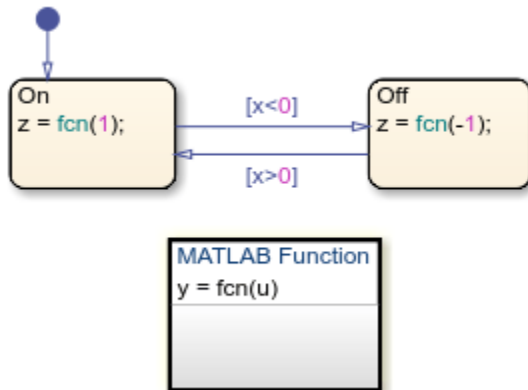 On
z = fcn(1);
[x<0]
Off
z = fcn(-1);
[x>0]
MATLAB Function
y = fcn(u)